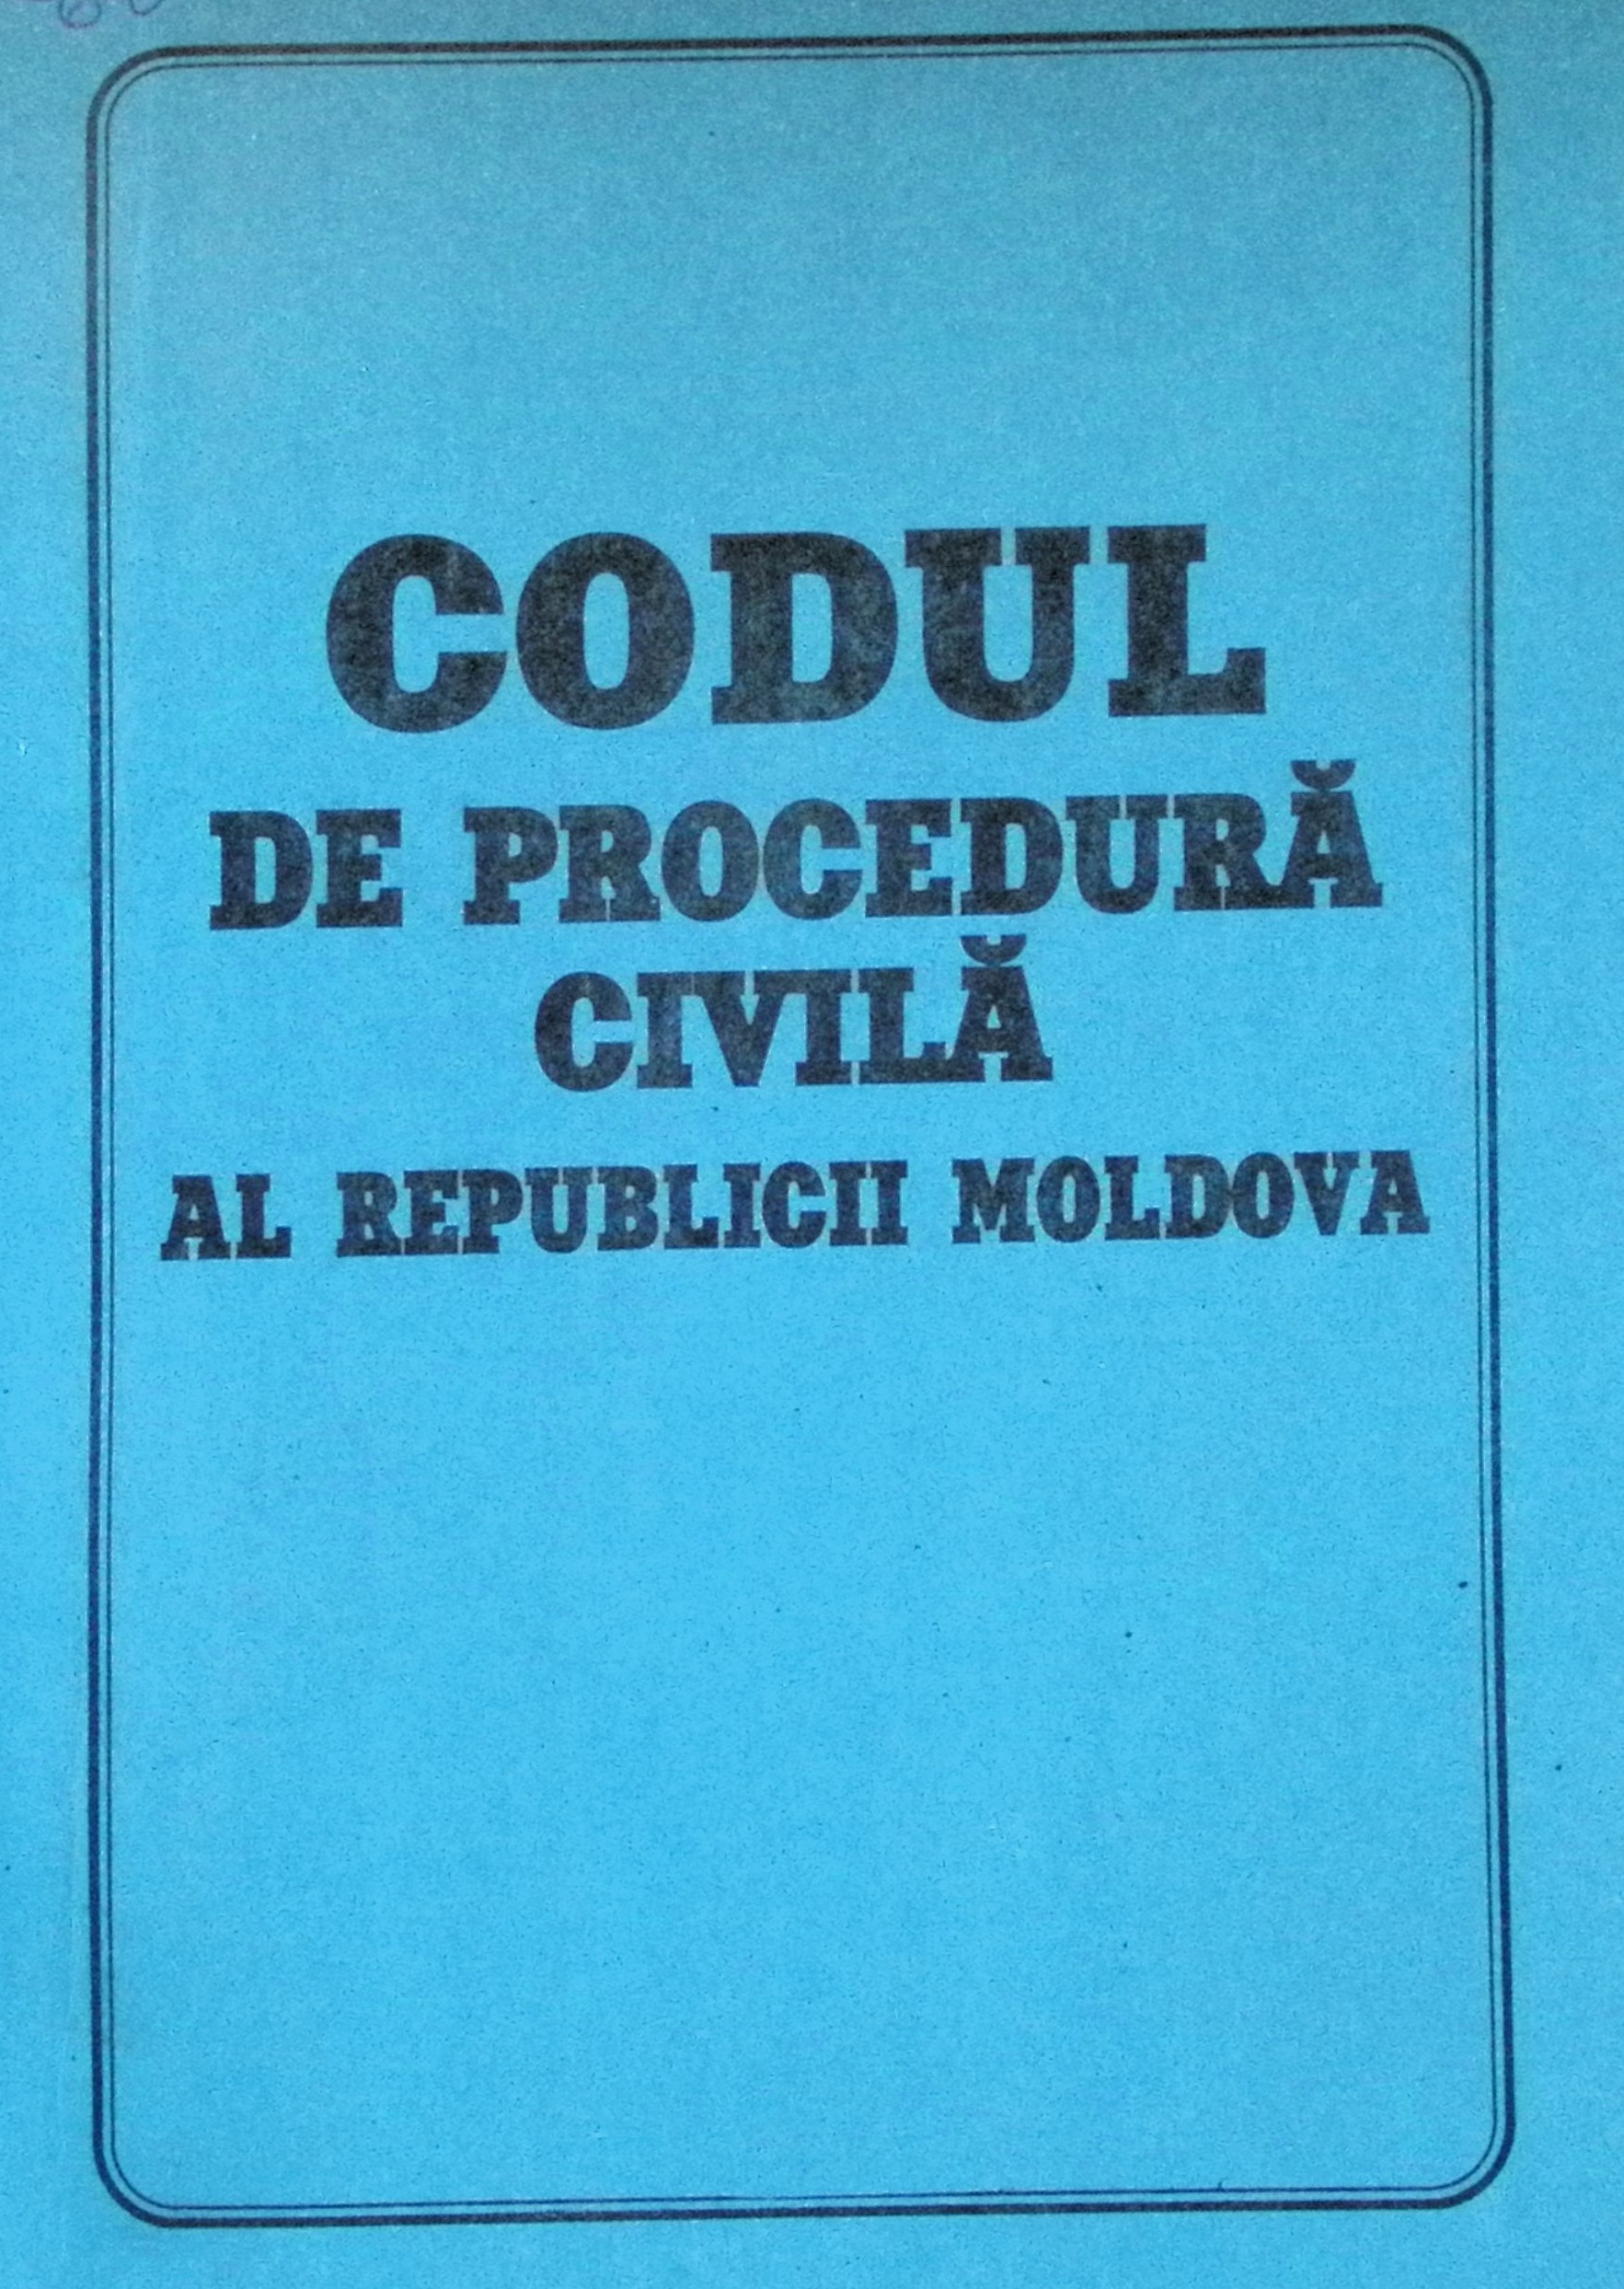 CODUL
DE PROCEDURĂ
CIVILĂ
AL REPUBLICII MOLDOVA